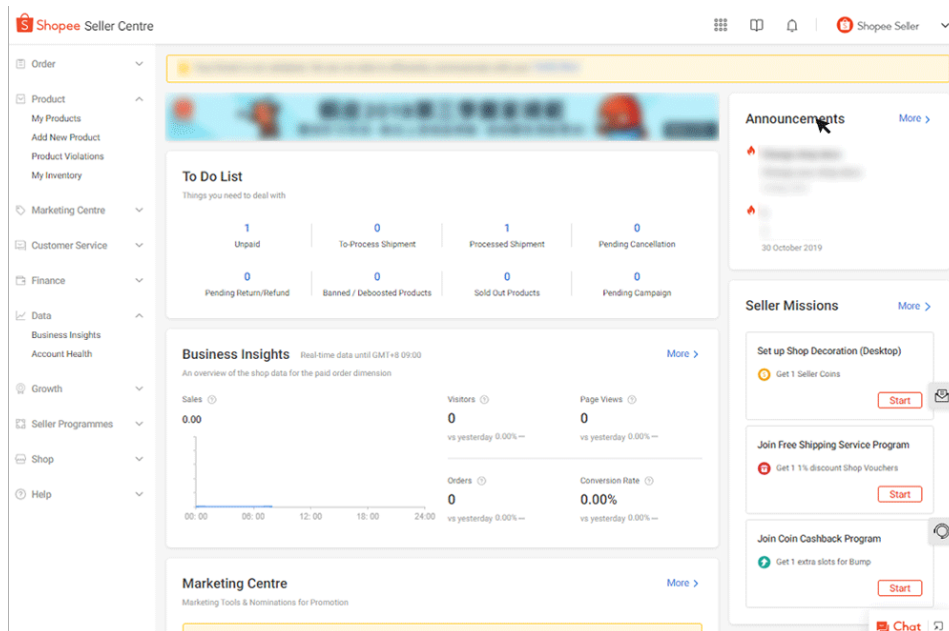 Shopee Seller Centre
Shopee Seller
Order
Product
My Products
Add New Product
Product Violations
My Inventory
Marketing Centre
Customer Service
Finance
Data
Business Insights
Account Health
Growth
Seller Programmes
Shop
Help
To Do List
Things you need to deal with
1 0 1 0
Unpaid To-Process Shipment Processed Shipment Pending Cancellation
0 0 0 0
Pending Return/Refund Banned / Deboosted Products Sold Out Products Pending Campaign
Business Insights Real-time data until GMT+8 09:00 More >
An overview of the shop data for the paid order dimension
Sales ?
0.00
00: 00 06: 00 12: 00 18: 00 24:00
Visitors ? Page Views ?
0 0
vs yesterday 0.00% — vs yesterday 0.00% —
Orders ? Conversion Rate ?
0 0.00%
vs yesterday 0.00% — vs yesterday 0.00% —
Marketing Centre More >
Marketing Tools & Nominations for Promotion
Announcements More >
30 October 2019
Seller Missions More >
Set up Shop Decoration (Desktop)
Get 1 Seller Coins
Start
Join Free Shipping Service Program
Get 1 1% discount Shop Vouchers
Start
Join Coin Cashback Program
Get 1 extra slots for Bump
Start
Chat